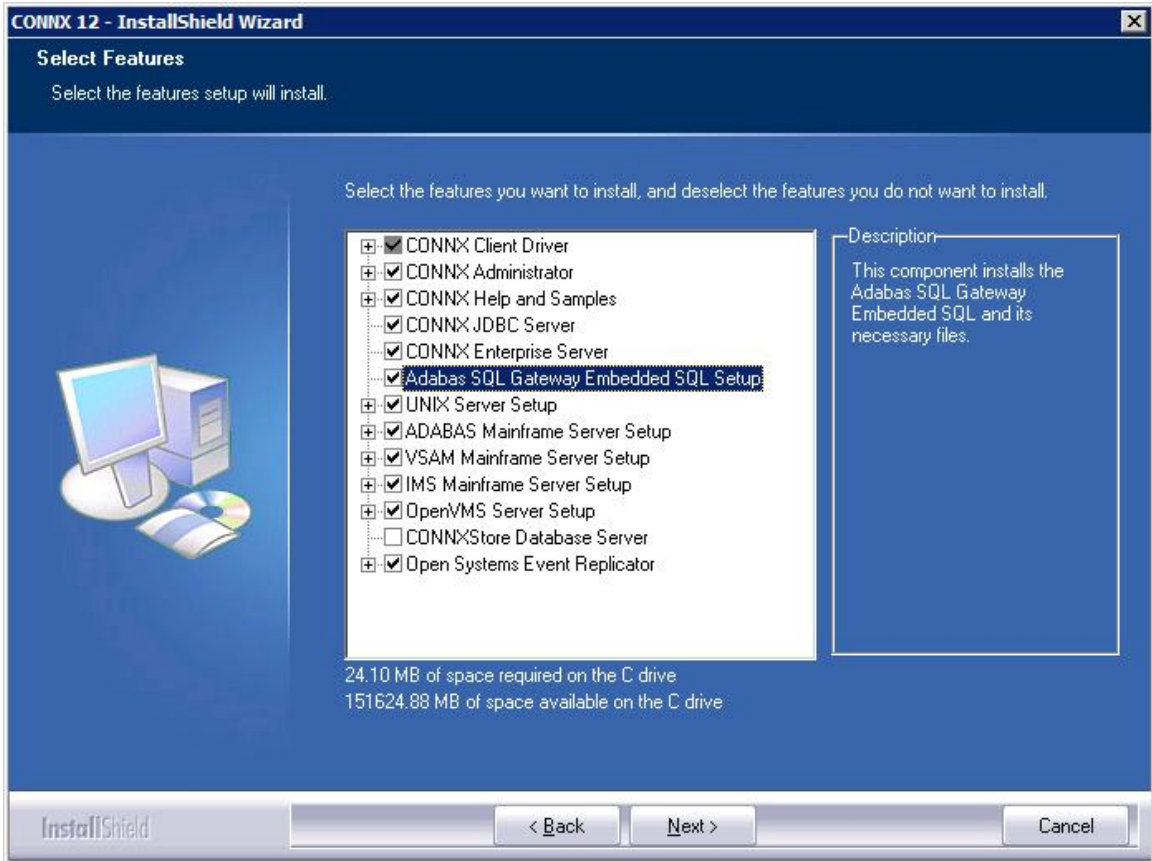 CONNX 12 - InstallShield Wizard
Select Features
Select the features setup will install.
Select the features you want to install, and deselect the features you do not want to install.
CONNX Client Driver
CONNX Administrator
CONNX Help and Samples
CONNX JDBC Server
CONNX Enterprise Server
Adabas SQL Gateway Embedded SQL Setup
UNIX Server Setup
ADABAS Mainframe Server Setup
VSAM Mainframe Server Setup
IMS Mainframe Server Setup
OpenVMS Server Setup
CONNXStore Database Server
Open Systems Event Replicator
Description
This component installs the
Adabas SQL Gateway
Embedded SQL and its
necessary files.
24.10 MB of space required on the C drive
151624.88 MB of space available on the C drive
InstallShield
< Back
Next >
Cancel